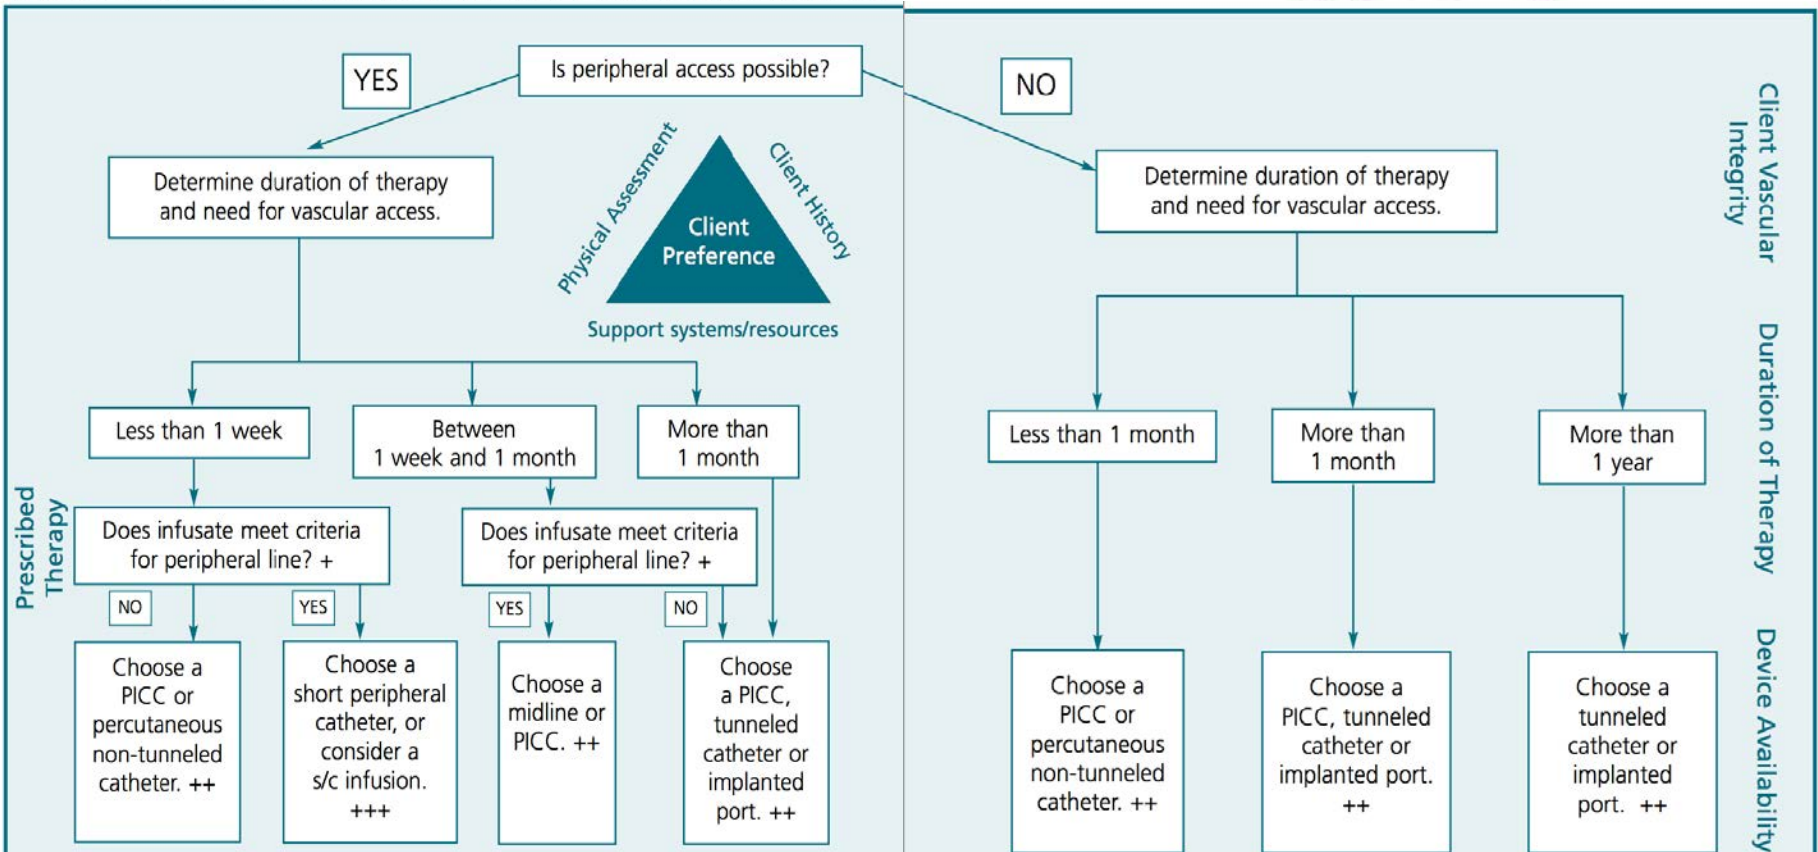 Is peripheral access possible?
YES
NO
Determine duration of therapy
and need for vascular access.
Physical Assessment
Client History
Client
Preference
Support systems/resources
Determine duration of therapy
and need for vascular access.
Client Vascular
Integrity
Less than 1 week
Between
1 week and 1 month
More than
1 month
Less than 1 month
More than
1 month
More than
1 year
Duration of Therapy
Prescribed
Therapy
Does infusate meet criteria
for peripheral line? +
Does infusate meet criteria
for peripheral line? +
NO
YES
YES
NO
Choose a
PICC or
percutaneous
non-tunneled
catheter. ++
Choose a
short peripheral
catheter, or
consider a
s/c infusion.
+++
Choose a
midline or
PICC. ++
Choose
a PICC,
tunneled
catheter or
implanted
port. ++
Choose a
PICC or
percutaneous
non-tunneled
catheter. ++
Choose a
PICC, tunneled
catheter or
implanted port.
++
Choose a
tunneled
catheter or
implanted
port. ++
Device Availability